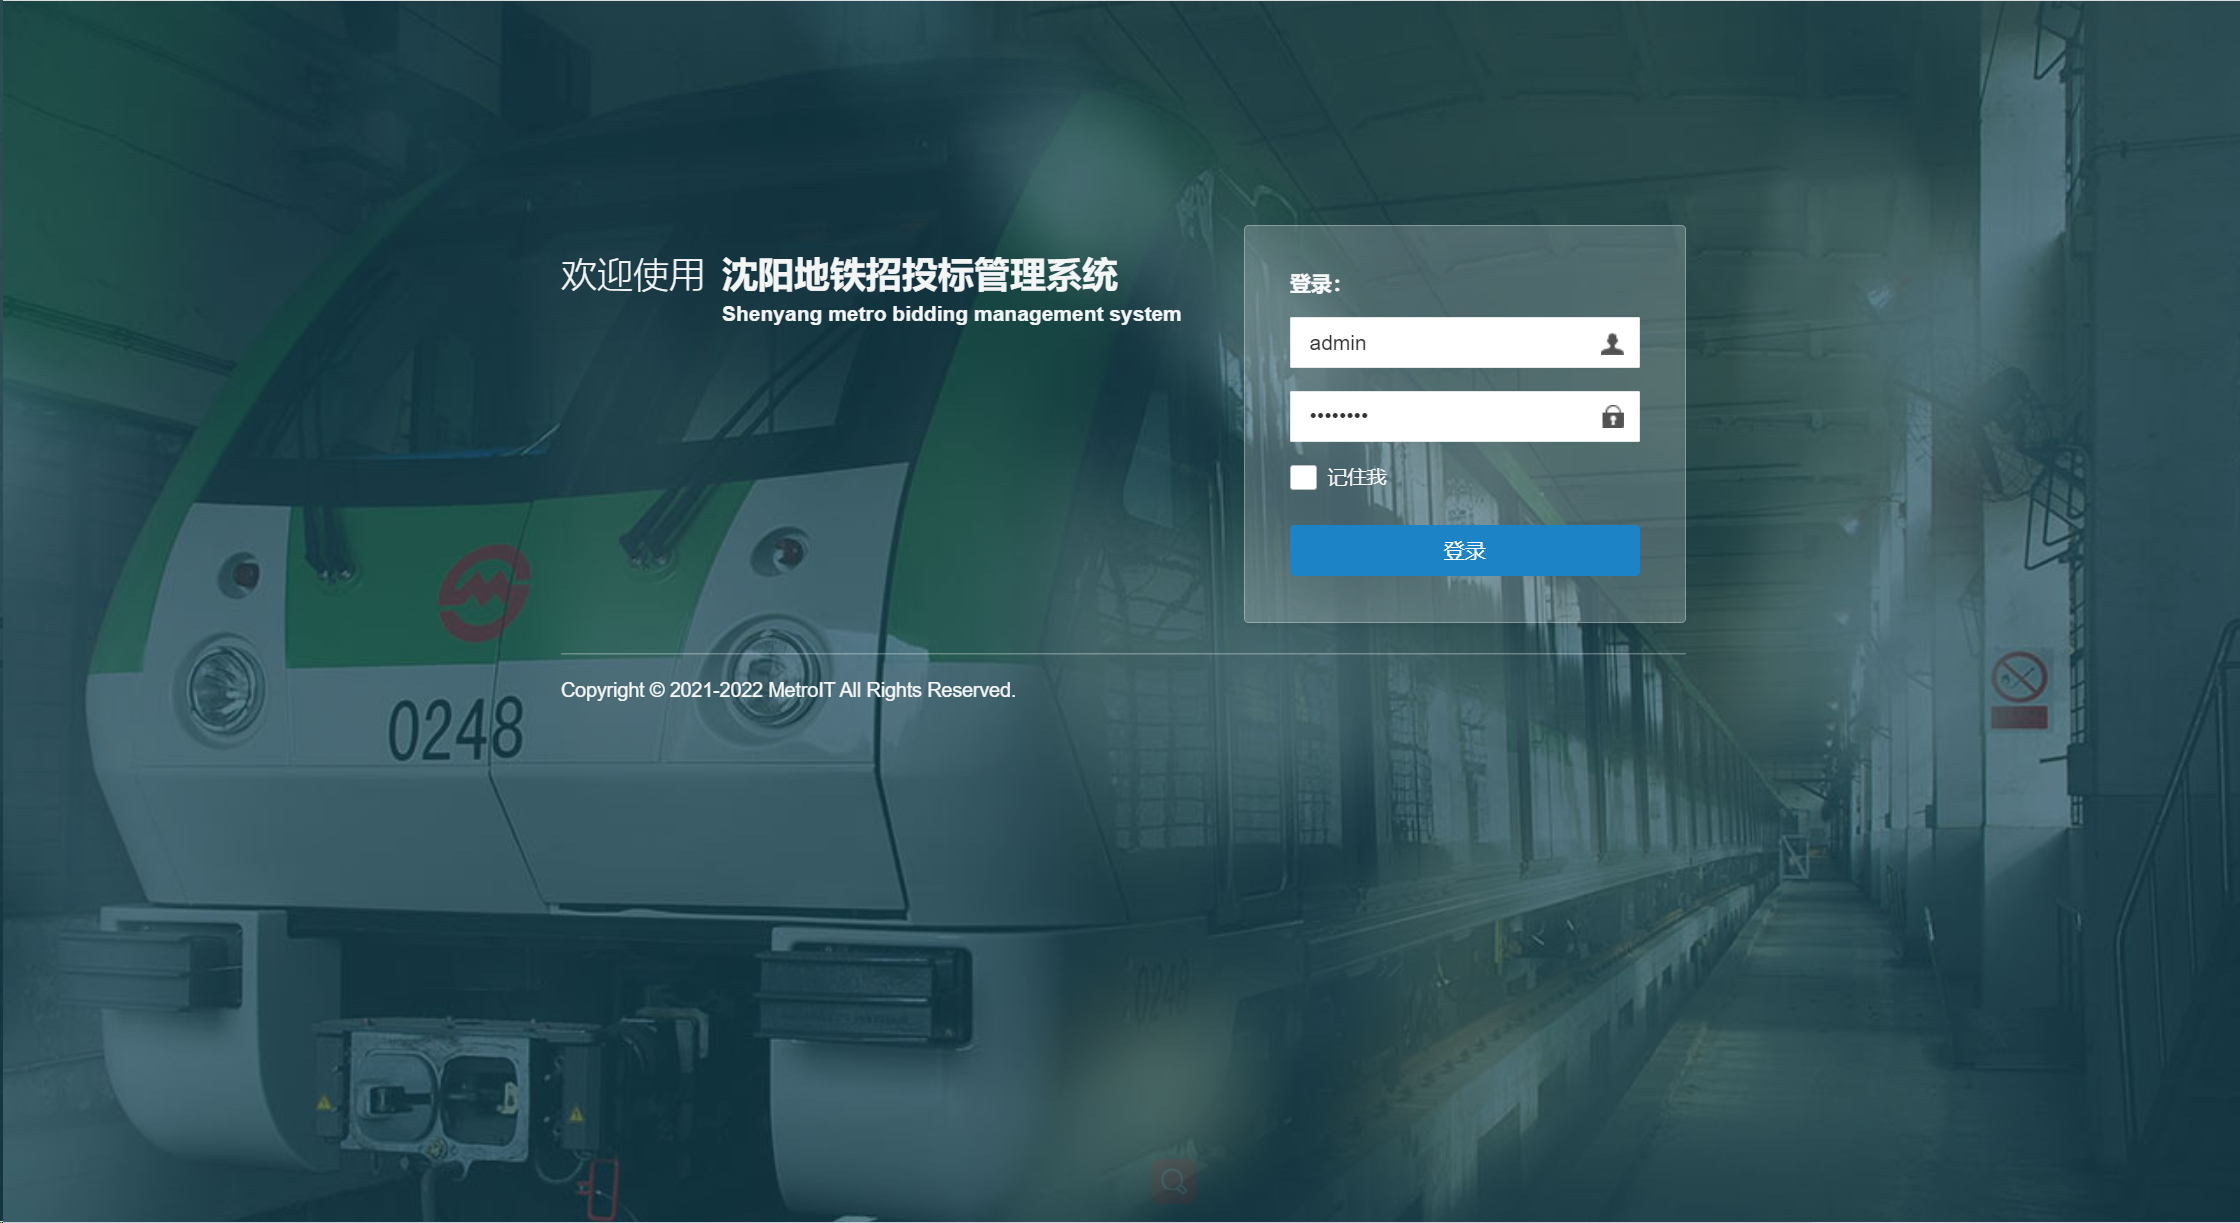 欢迎使用 沈阳地铁招投标管理系统
Shenyang metro bidding management system
登录:
admin
••••••••
记住我
登录
Copyright © 2021-2022 MetroIT All Rights Reserved.
0248
0248